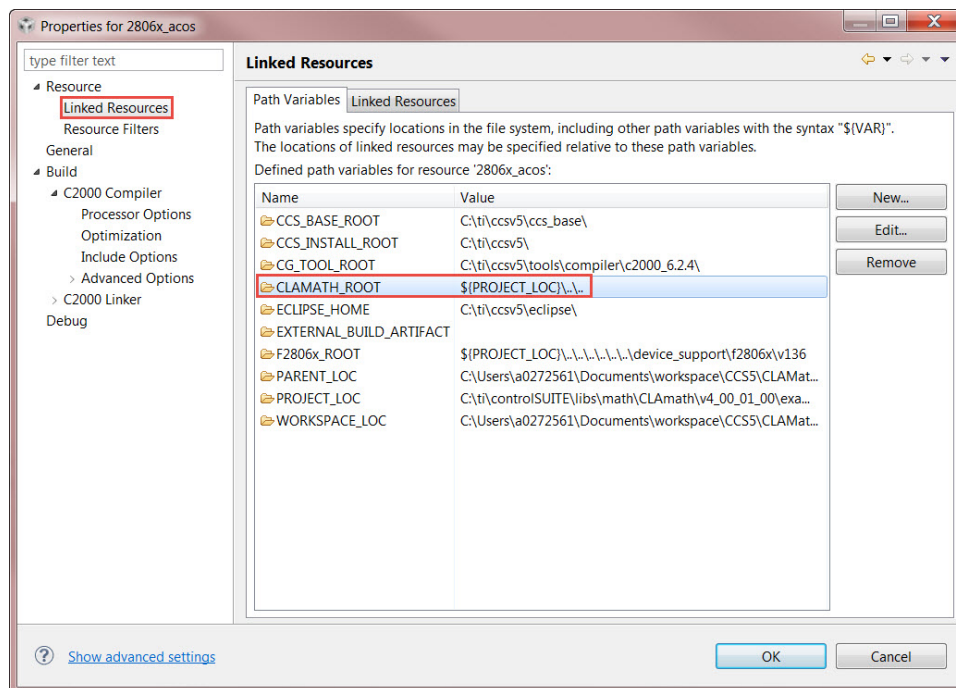 Properties for 2806x_acos
type filter text
Linked Resources
Resource
Linked Resources
Resource Filters
General
Build
C2000 Compiler
Processor Options
Optimization
Include Options
Advanced Options
C2000 Linker
Debug
Path Variables Linked Resources
Path variables specify locations in the file system, including other path variables with the syntax "${VAR}".
The locations of linked resources may be specified relative to these path variables.
Defined path variables for resource '2806x_acos':
Name Value
CCS_BASE_ROOT C:\ti\ccsv5\ccs_base\
CCS_INSTALL_ROOT C:\ti\ccsv5\
CG_TOOL_ROOT C:\ti\ccsv5\tools\compiler\c2000_6.2.4\
CLAMATH_ROOT ${PROJECT_LOC}\..\..
ECLIPSE_HOME C:\ti\ccsv5\eclipse\
EXTERNAL_BUILD_ARTIFACT
F2806x_ROOT ${PROJECT_LOC}\..\..\..\..\..\..\device_support\f2806x\v136
PARENT_LOC C:\Users\a0272561\Documents\workspace\CCS5\CLAMat...
PROJECT_LOC C:\ti\controlSUITE\libs\math\CLAmath\v4_00_01_00\exa...
WORKSPACE_LOC C:\Users\a0272561\Documents\workspace\CCS5\CLAMat...
New...
Edit...
Remove
Show advanced settings
OK Cancel